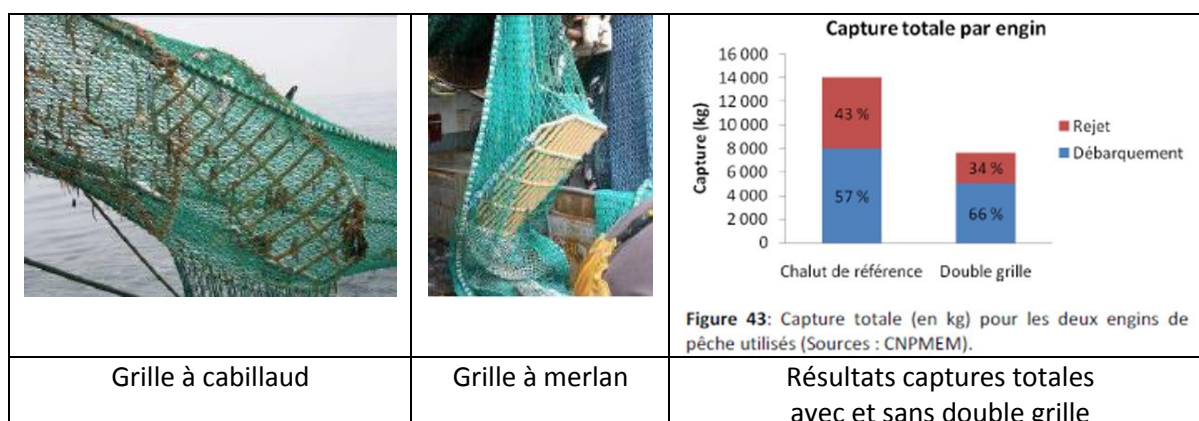 Capture totale par engin
Capture (kg)
16 000
14 000
12 000
10 000
8 000
6 000
4 000
2 000
0
43 %
57 %
34 %
66 %
Rejet
Débarquement
Chalut de référence
Double grille
Figure 43: Capture totale (en kg) pour les deux engins de
pêche utilisés (Sources : CNPMEM).
Grille à cabillaud
Grille à merlan
Résultats captures totales
avec et sans double grille